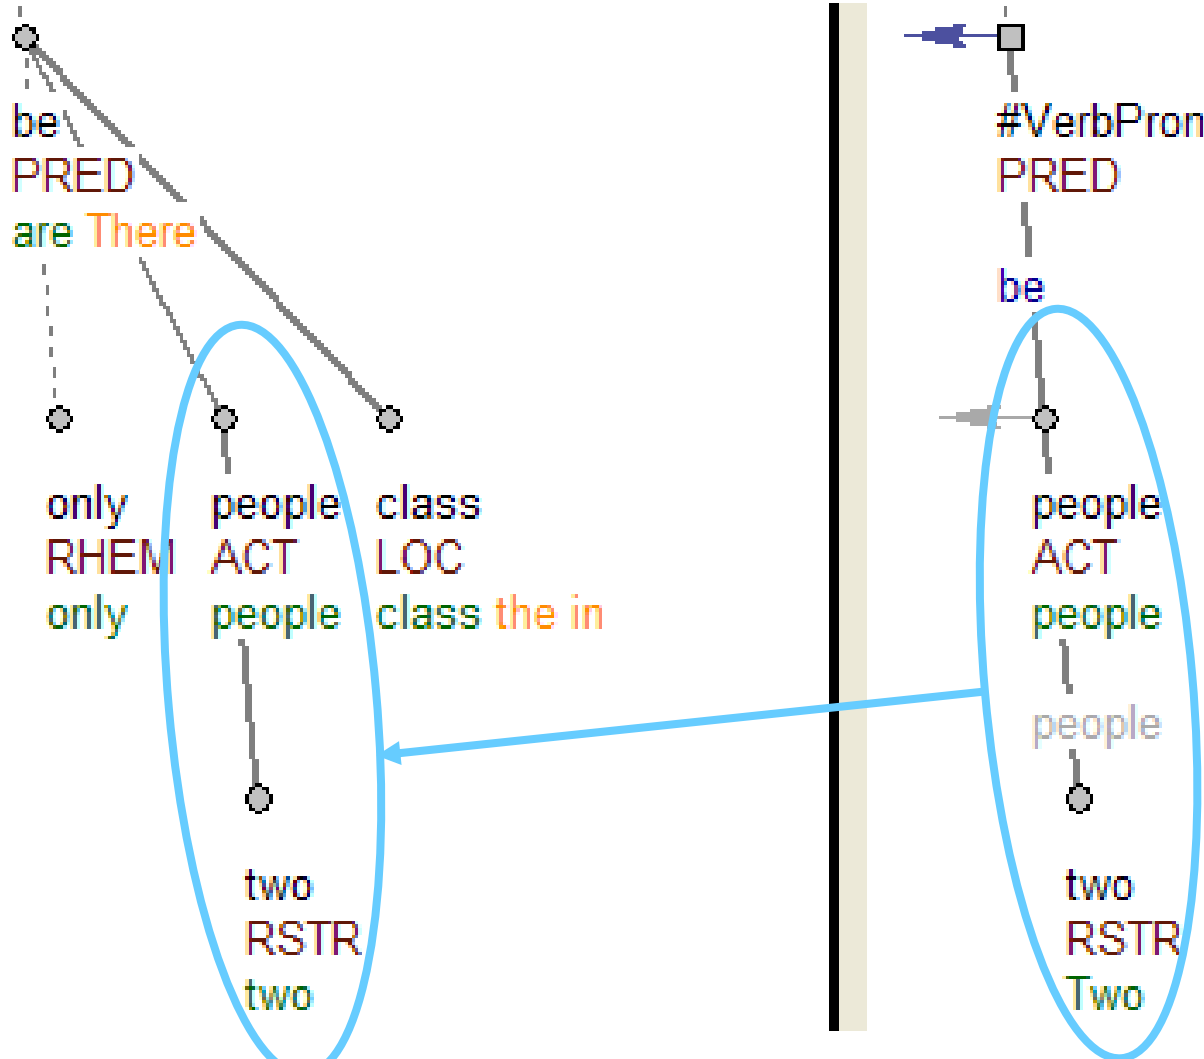 be
PRED
are There
only
RHEM
only
people
ACT
people
class
LOC
class the in
two
RSTR
two
#VerbPron
PRED
be
people
ACT
people
people
two
RSTR
Two